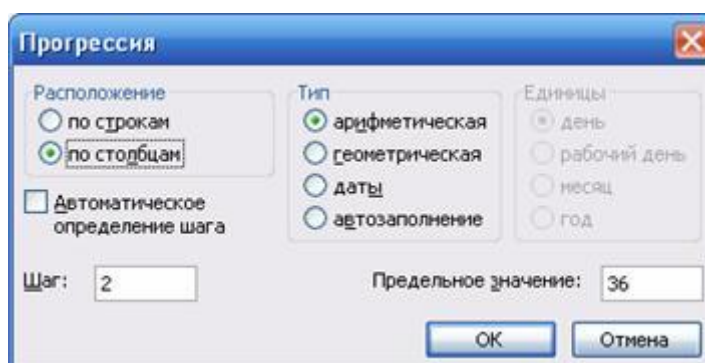 Прогрессия
Расположение
по строкам
по столбцам
Автоматическое
определение шага
Тип
арифметическая
геометрическая
даты
автозаполнение
Единицы
день
рабочий день
месяц
год
Шаг: 2
Предельное значение: 36
ОК
Отмена